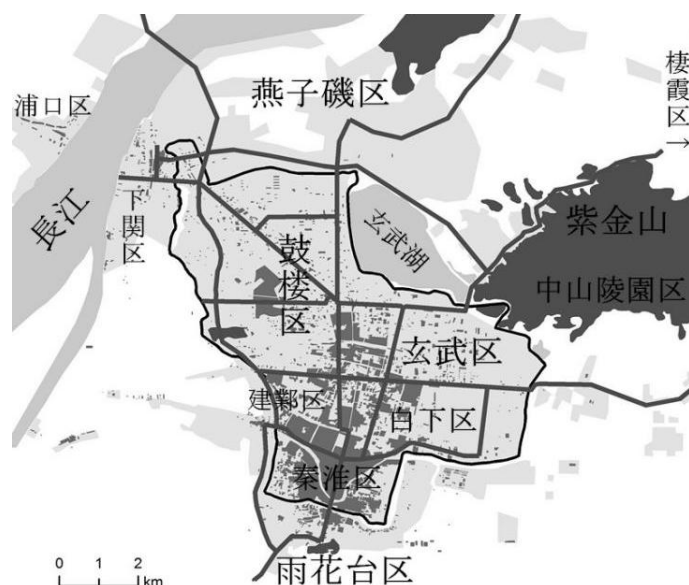 燕子磯区
浦口区
棲霞区→
長江
下関区
玄武湖
紫金山
鼓楼区
中山陵園区
玄武区
建鄴区
白下区
秦淮区
雨花台区
0 1 2
km